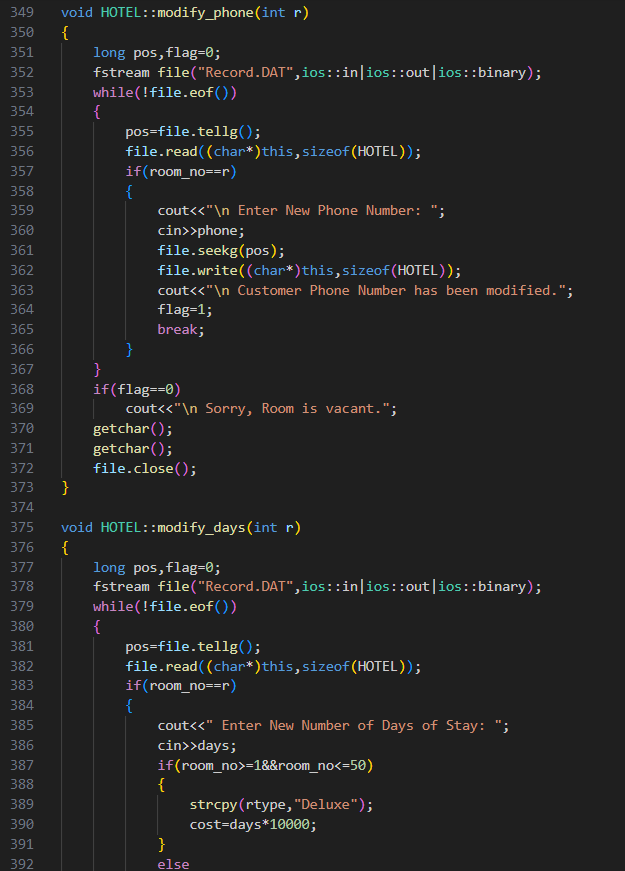 349 void HOTEL::modify_phone(int r)
350 {
351     long pos,flag=0;
352     fstream file("Record.DAT",ios::in|ios::out|ios::binary);
353     while(!file.eof())
354     {
355         pos=file.tellg();
356         file.read((char*)this,sizeof(HOTEL));
357         if(room_no==r)
358         {
359             cout<<"\n Enter New Phone Number: ";
360             cin>>phone;
361             file.seekg(pos);
362             file.write((char*)this,sizeof(HOTEL));
363             cout<<"\n Customer Phone Number has been modified.";
364             flag=1;
365             break;
366         }
367     }
368     if(flag==0)
369         cout<<"\n Sorry, Room is vacant.";
370     getchar();
371     getchar();
372     file.close();
373 }
374
375 void HOTEL::modify_days(int r)
376 {
377     long pos,flag=0;
378     fstream file("Record.DAT",ios::in|ios::out|ios::binary);
379     while(!file.eof())
380     {
381         pos=file.tellg();
382         file.read((char*)this,sizeof(HOTEL));
383         if(room_no==r)
384         {
385             cout<<" Enter New Number of Days of Stay: ";
386             cin>>days;
387             if(room_no>=1&&room_no<=50)
388             {
389                 strcpy(rtype,"Deluxe");
390                 cost=days*10000;
391             }
392             else